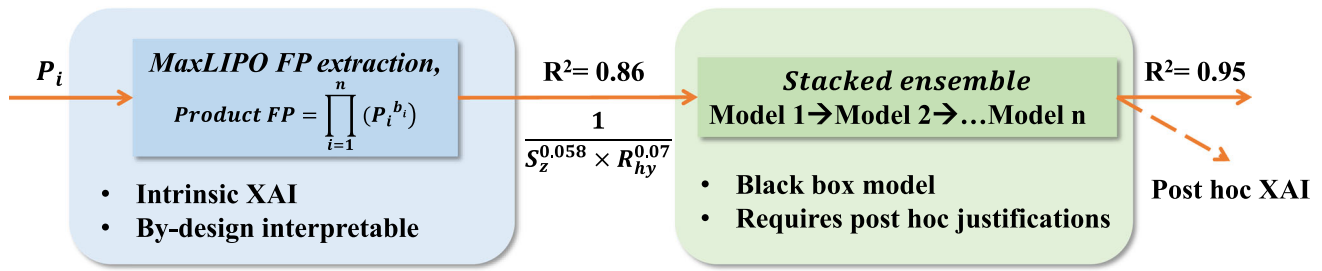 P_i
MaxLIPO FP extraction,
Product FP = ∏_{i=1}^{n} (P_i^{b_i})
• Intrinsic XAI
• By-design interpretable
R²= 0.86
1 / (S_z^{0.058} × R_{hy}^{0.07})
Stacked ensemble
Model 1→Model 2→…Model n
• Black box model
• Requires post hoc justifications
R²= 0.95
Post hoc XAI